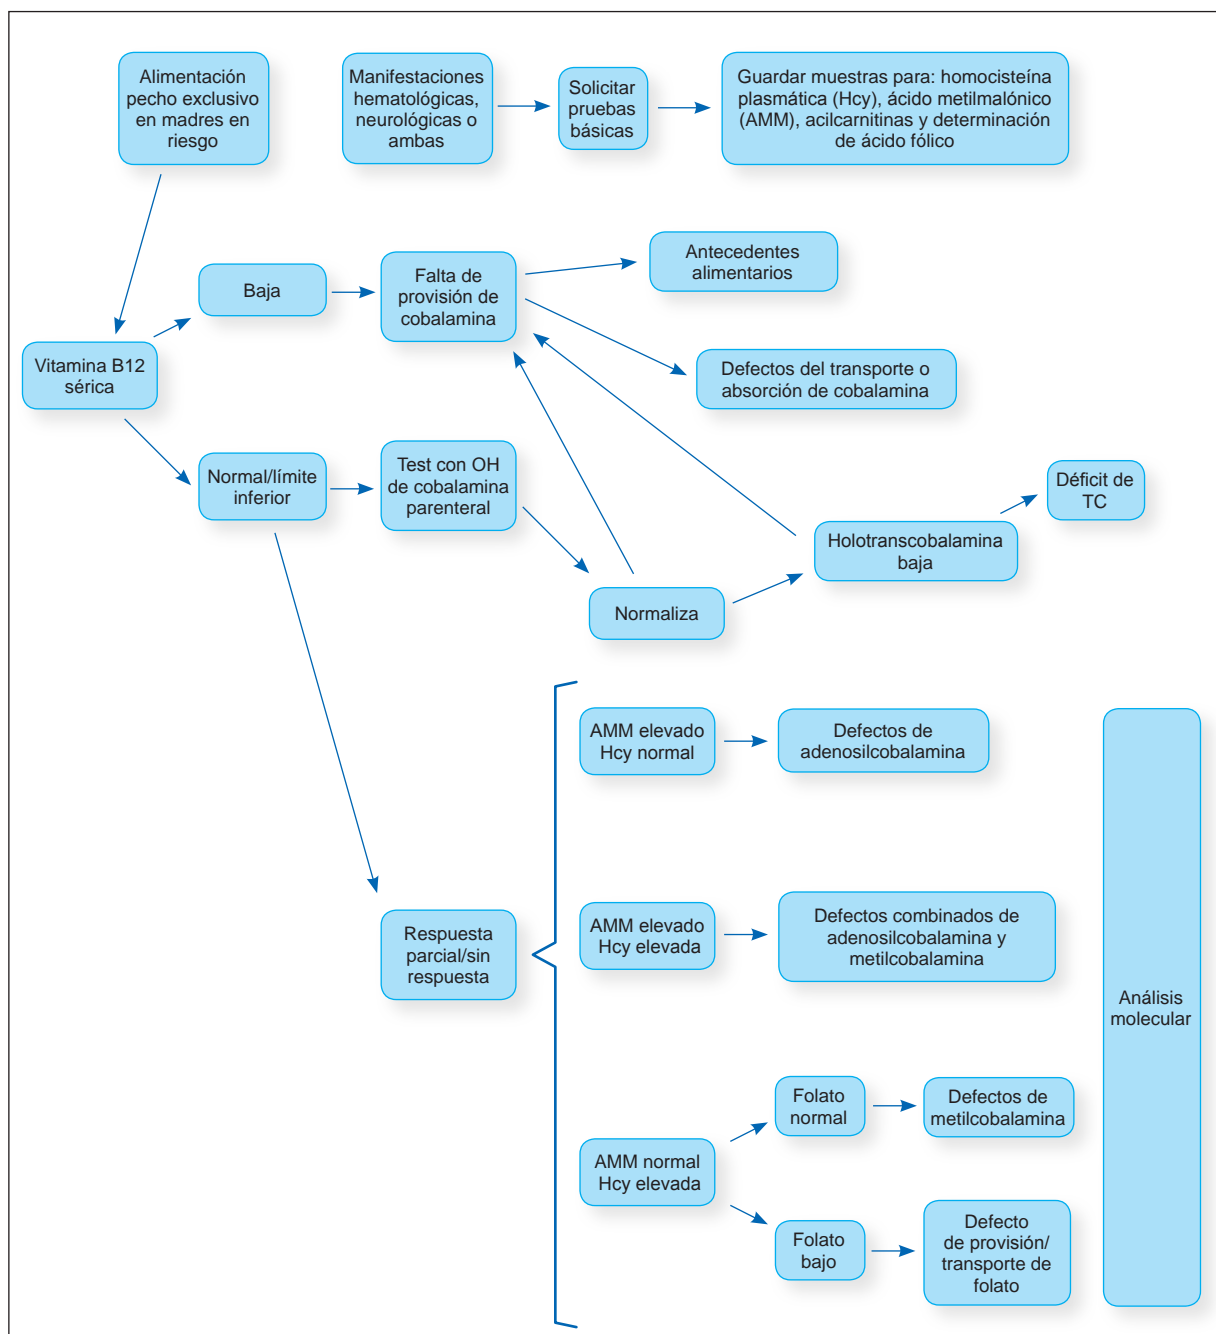 Alimentación
pecho exclusivo
en madres en
riesgo
Manifestaciones
hematológicas,
neurológicas o
ambas
Solicitar
pruebas
básicas
Guardar muestras para: homocisteína
plasmática (Hcy), ácido metilmalónico
(AMM), acilcarnitinas y determinación
de ácido fólico
Antecedentes
alimentarios
Baja
Falta de
provisión de
cobalamina
Vitamina B12
sérica
Defectos del transporte o
absorción de cobalamina
Normal/límite
inferior
Test con OH
de cobalamina
parenteral
Déficit de
TC
Holotranscobalamina
baja
Normaliza
AMM elevado
Hcy normal
Defectos de
adenosilcobalamina
Respuesta
parcial/sin
respuesta
AMM elevado
Hcy elevada
Defectos combinados de
adenosilcobalamina y
metilcobalamina
Análisis
molecular
Folato
normal
Defectos de
metilcobalamina
AMM normal
Hcy elevada
Folato
bajo
Defecto
de provisión/
transporte de
folato